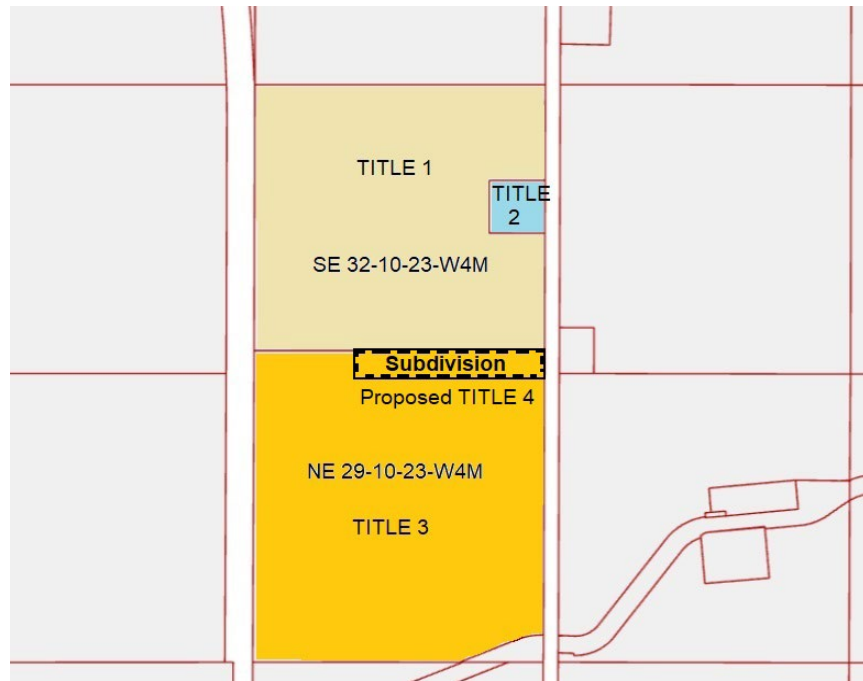 TITLE 1
TITLE
2
SE 32-10-23-W4M
Subdivision
Proposed TITLE 4
NE 29-10-23-W4M
TITLE 3